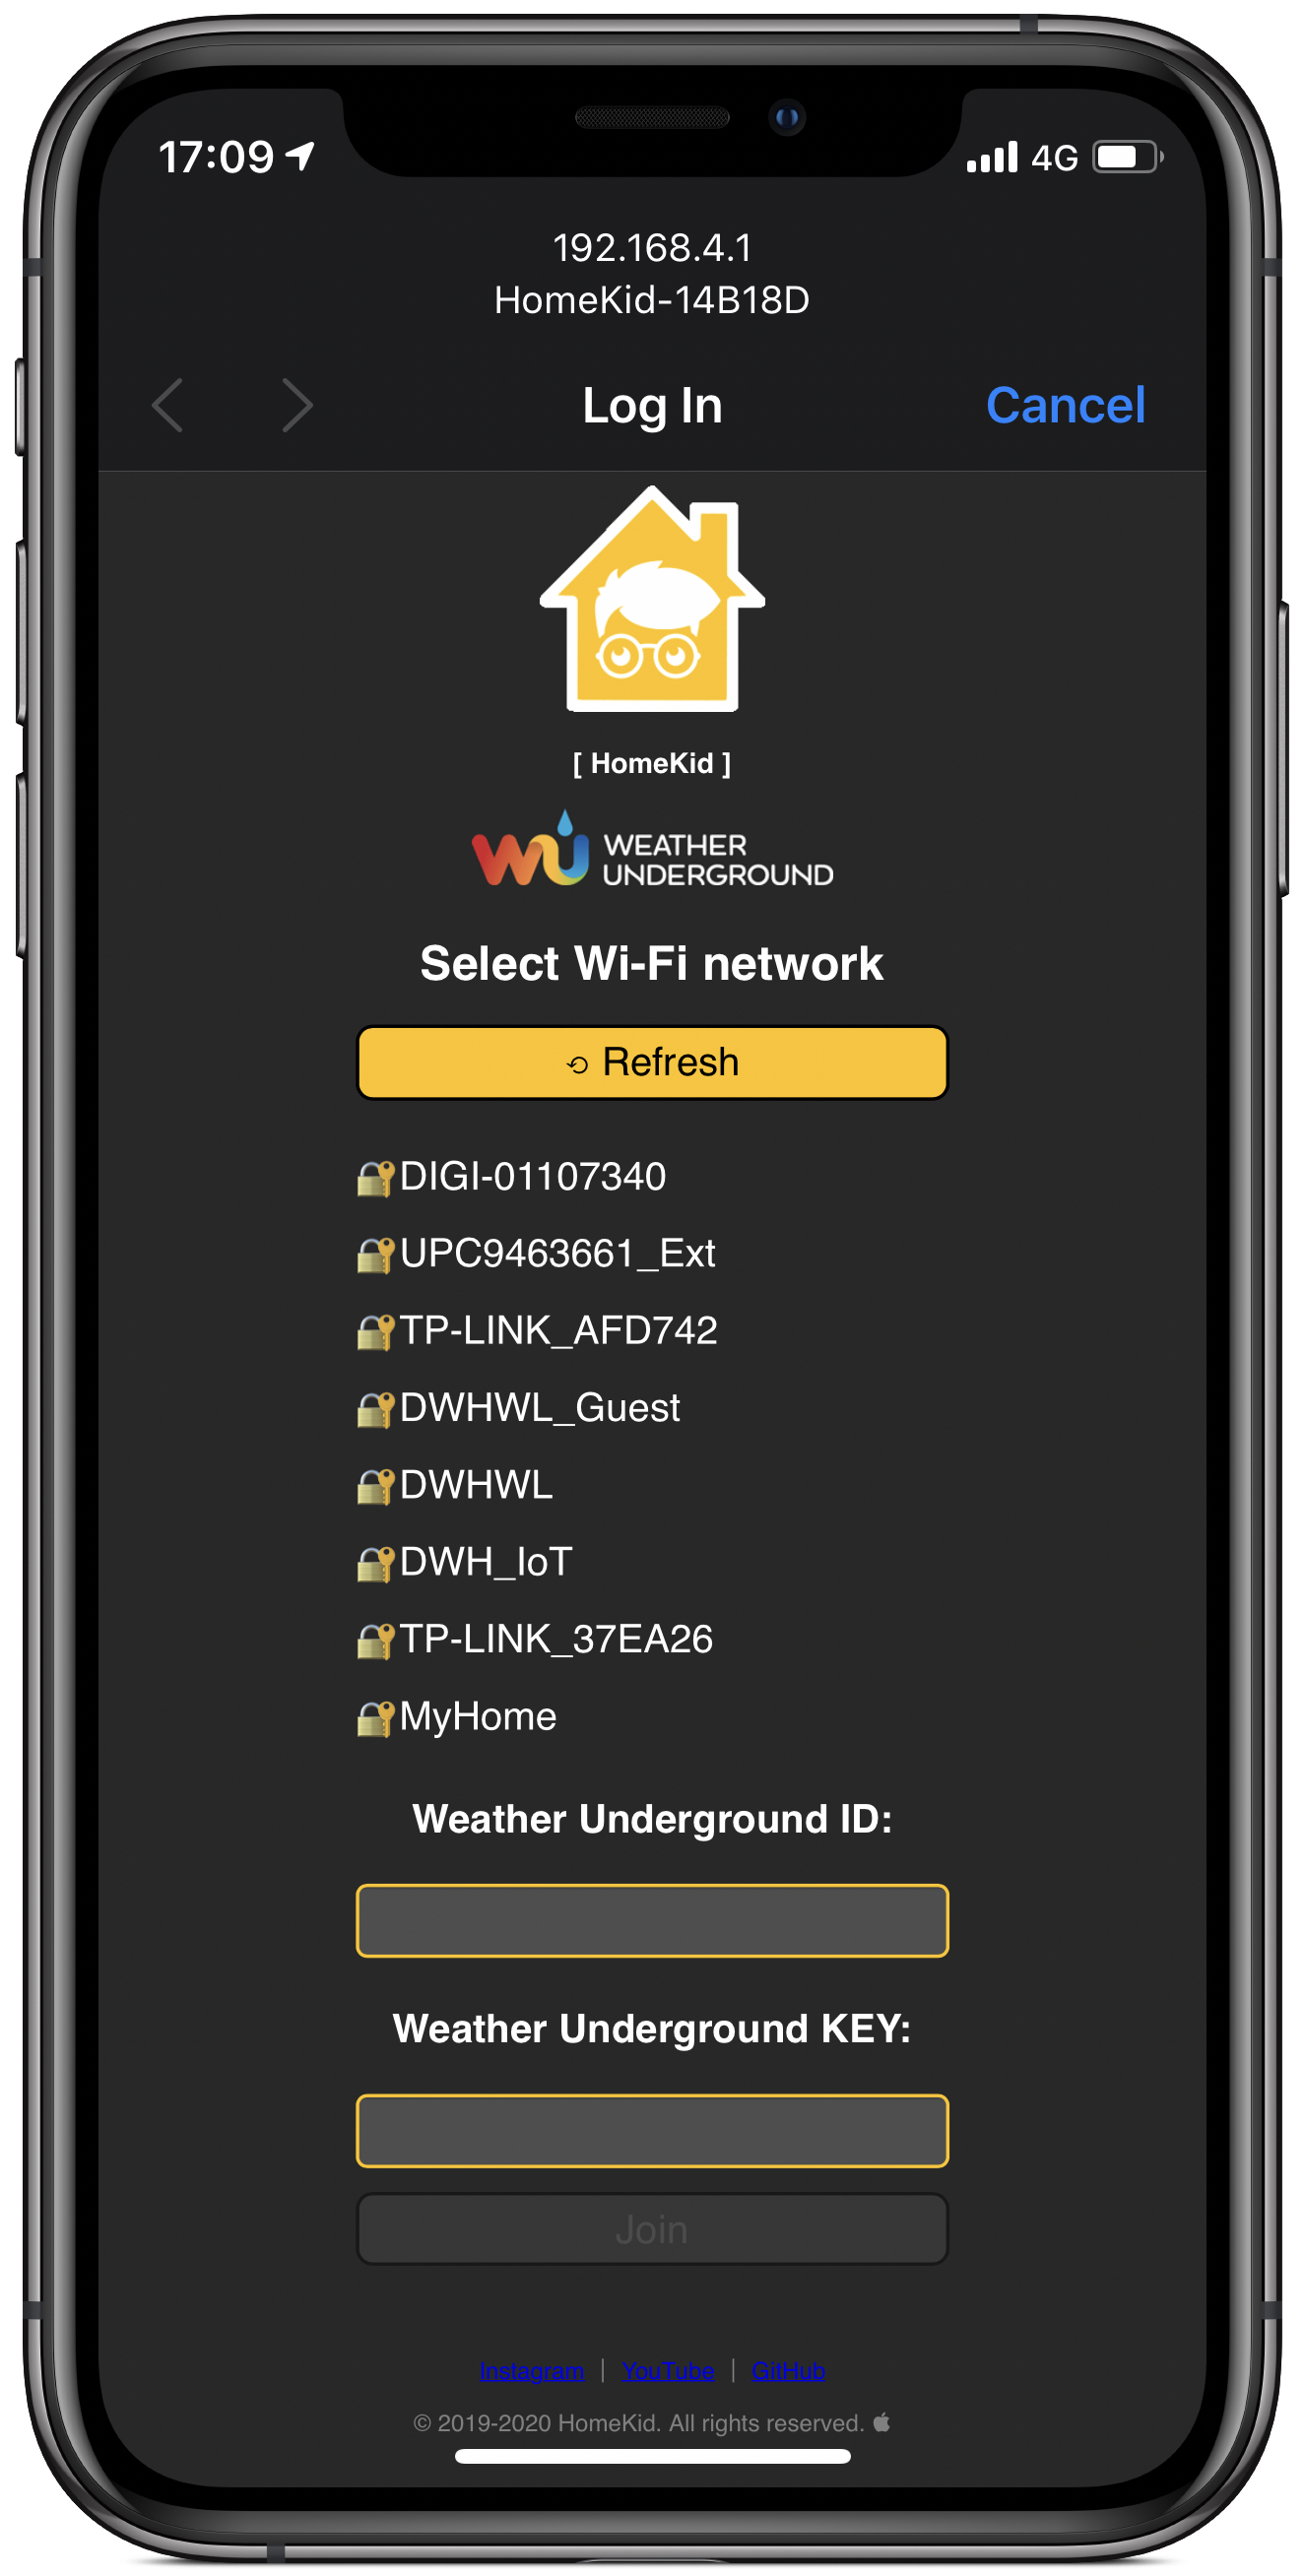 17:09 4G
192.168.4.1
HomeKid-14B18D
Log In Cancel
[ HomeKid ]
WU WEATHER
UNDERGROUND
Select Wi-Fi network
⟲ Refresh
DIGI-01107340
UPC9463661_Ext
TP-LINK_AFD742
DWHWL_Guest
DWHWL
DWH_IoT
TP-LINK_37EA26
MyHome
Weather Underground ID:
Weather Underground KEY:
Join
Instagram | YouTube | GitHub
© 2019-2020 HomeKid. All rights reserved.